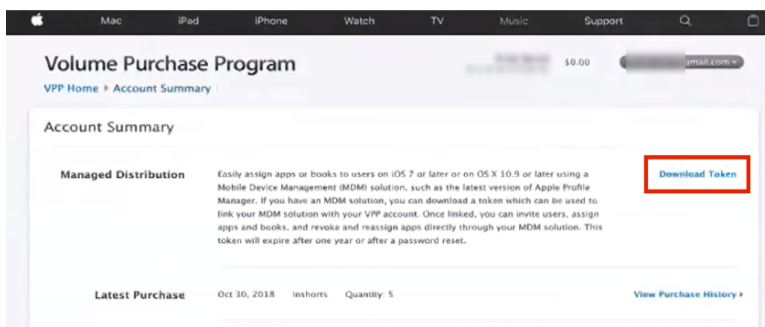 Mac iPad iPhone Watch TV Music Support
Volume Purchase Program
$0.00
gmail.com
VPP Home Account Summary
Account Summary
Managed Distribution
Easily assign apps or books to users on iOS 7 or later or on OS X 10.9 or later using a
Mobile Device Management (MDM) solution, such as the latest version of Apple Profile
Manager. If you have an MDM solution, you can download a token which can be used to
link your MDM solution with your VPP account. Once linked, you can invite users, assign
apps and books, and revoke and reassign apps directly through your MDM solution. This
token will expire after one year or after a password reset.
Download Token
Latest Purchase Oct 30, 2018 Inshorts Quantity: 5 View Purchase History